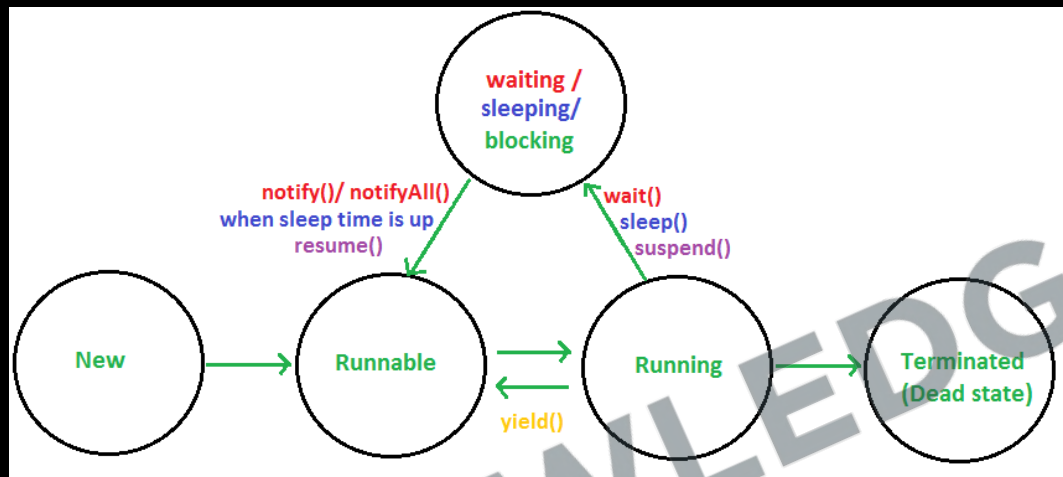 waiting /
sleeping/
blocking
notify()/ notifyAll()
when sleep time is up
resume()
wait()
sleep()
suspend()
New
Runnable
Running
Terminated
(Dead state)
yield()
WLEDG